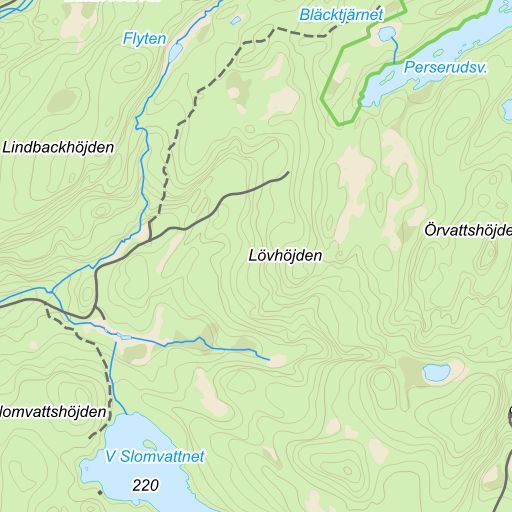 Bläcktjärnet
Flyten
Perserudsv.
Lindbackhöjden
Örvattshöjde
Lövhöjden
lomvattshöjden
V Slomvattnet
220